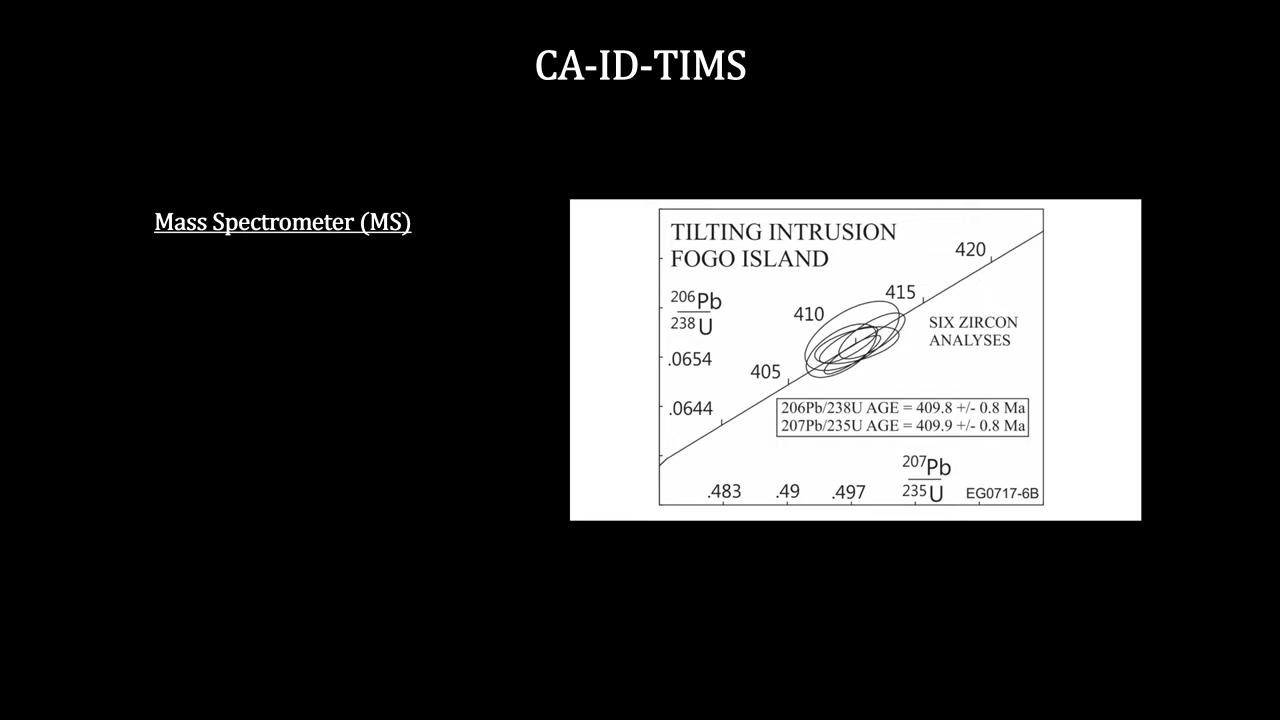 CA-ID-TIMS
Mass Spectrometer (MS)
TILTING INTRUSION
FOGO ISLAND
420
206Pb
238U
415
410
SIX ZIRCON
ANALYSES
.0654
405
.0644
206Pb/238U AGE = 409.8 +/- 0.8 Ma
207Pb/235U AGE = 409.9 +/- 0.8 Ma
207Pb
235U
.483 .49 .497
EG0717-6B